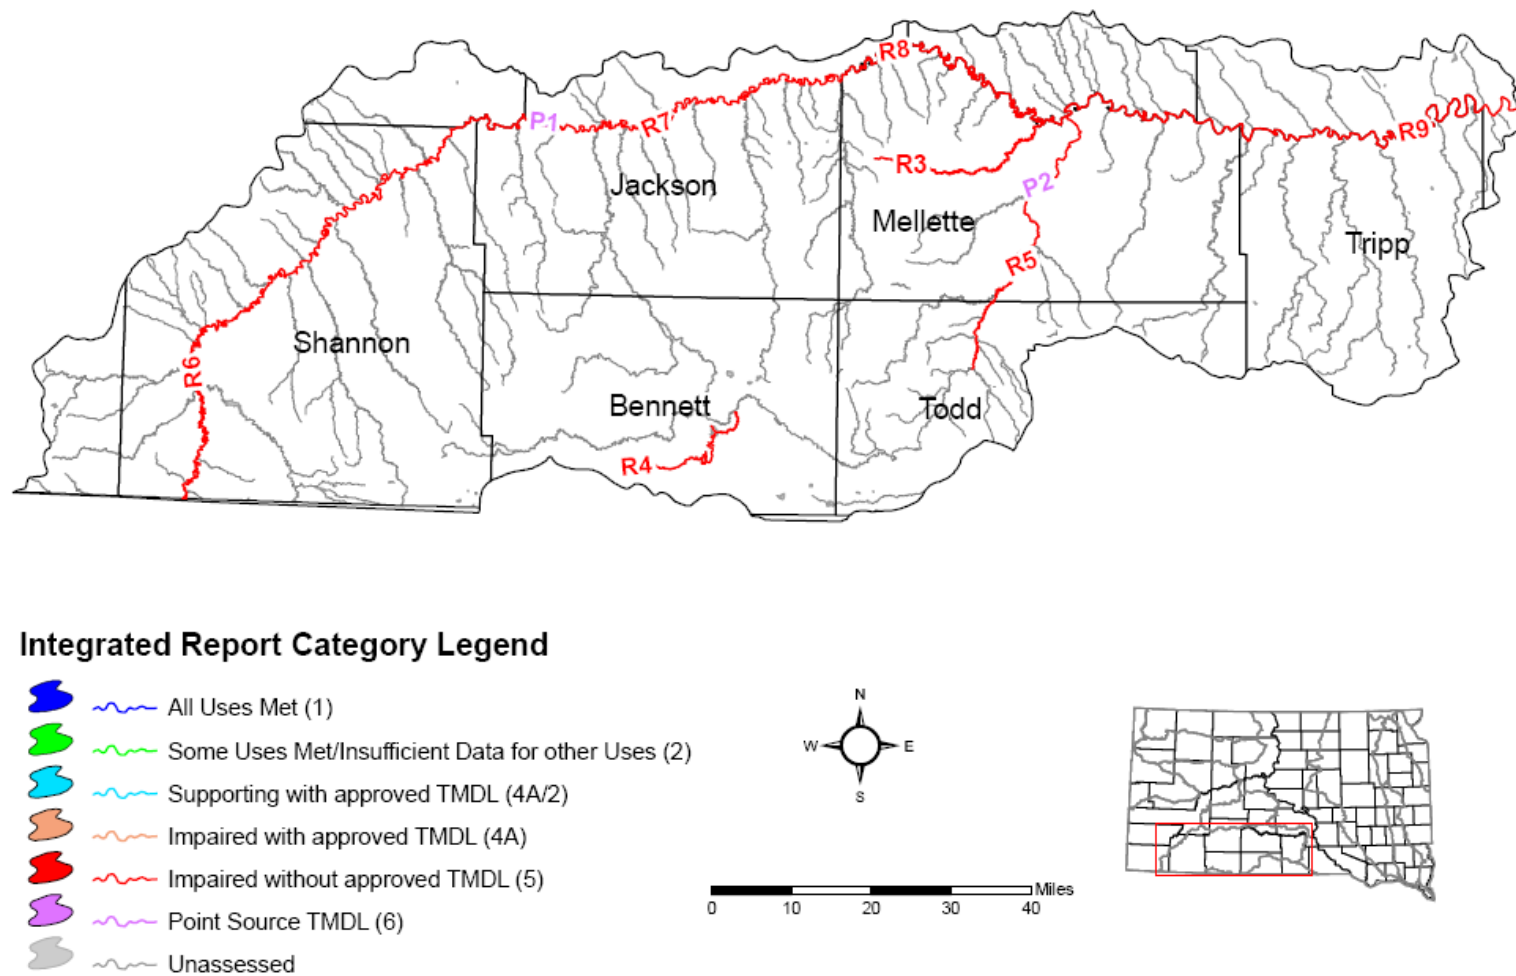 R8
P1
R7
R9
R3
Jackson
P2
Mellette
Tripp
R5
Shannon
R6
Bennett
Todd
R4
Integrated Report Category Legend
All Uses Met (1)
Some Uses Met/Insufficient Data for other Uses (2)
Supporting with approved TMDL (4A/2)
Impaired with approved TMDL (4A)
Impaired without approved TMDL (5)
Point Source TMDL (6)
Unassessed
N
W E
S
Miles
0 10 20 30 40